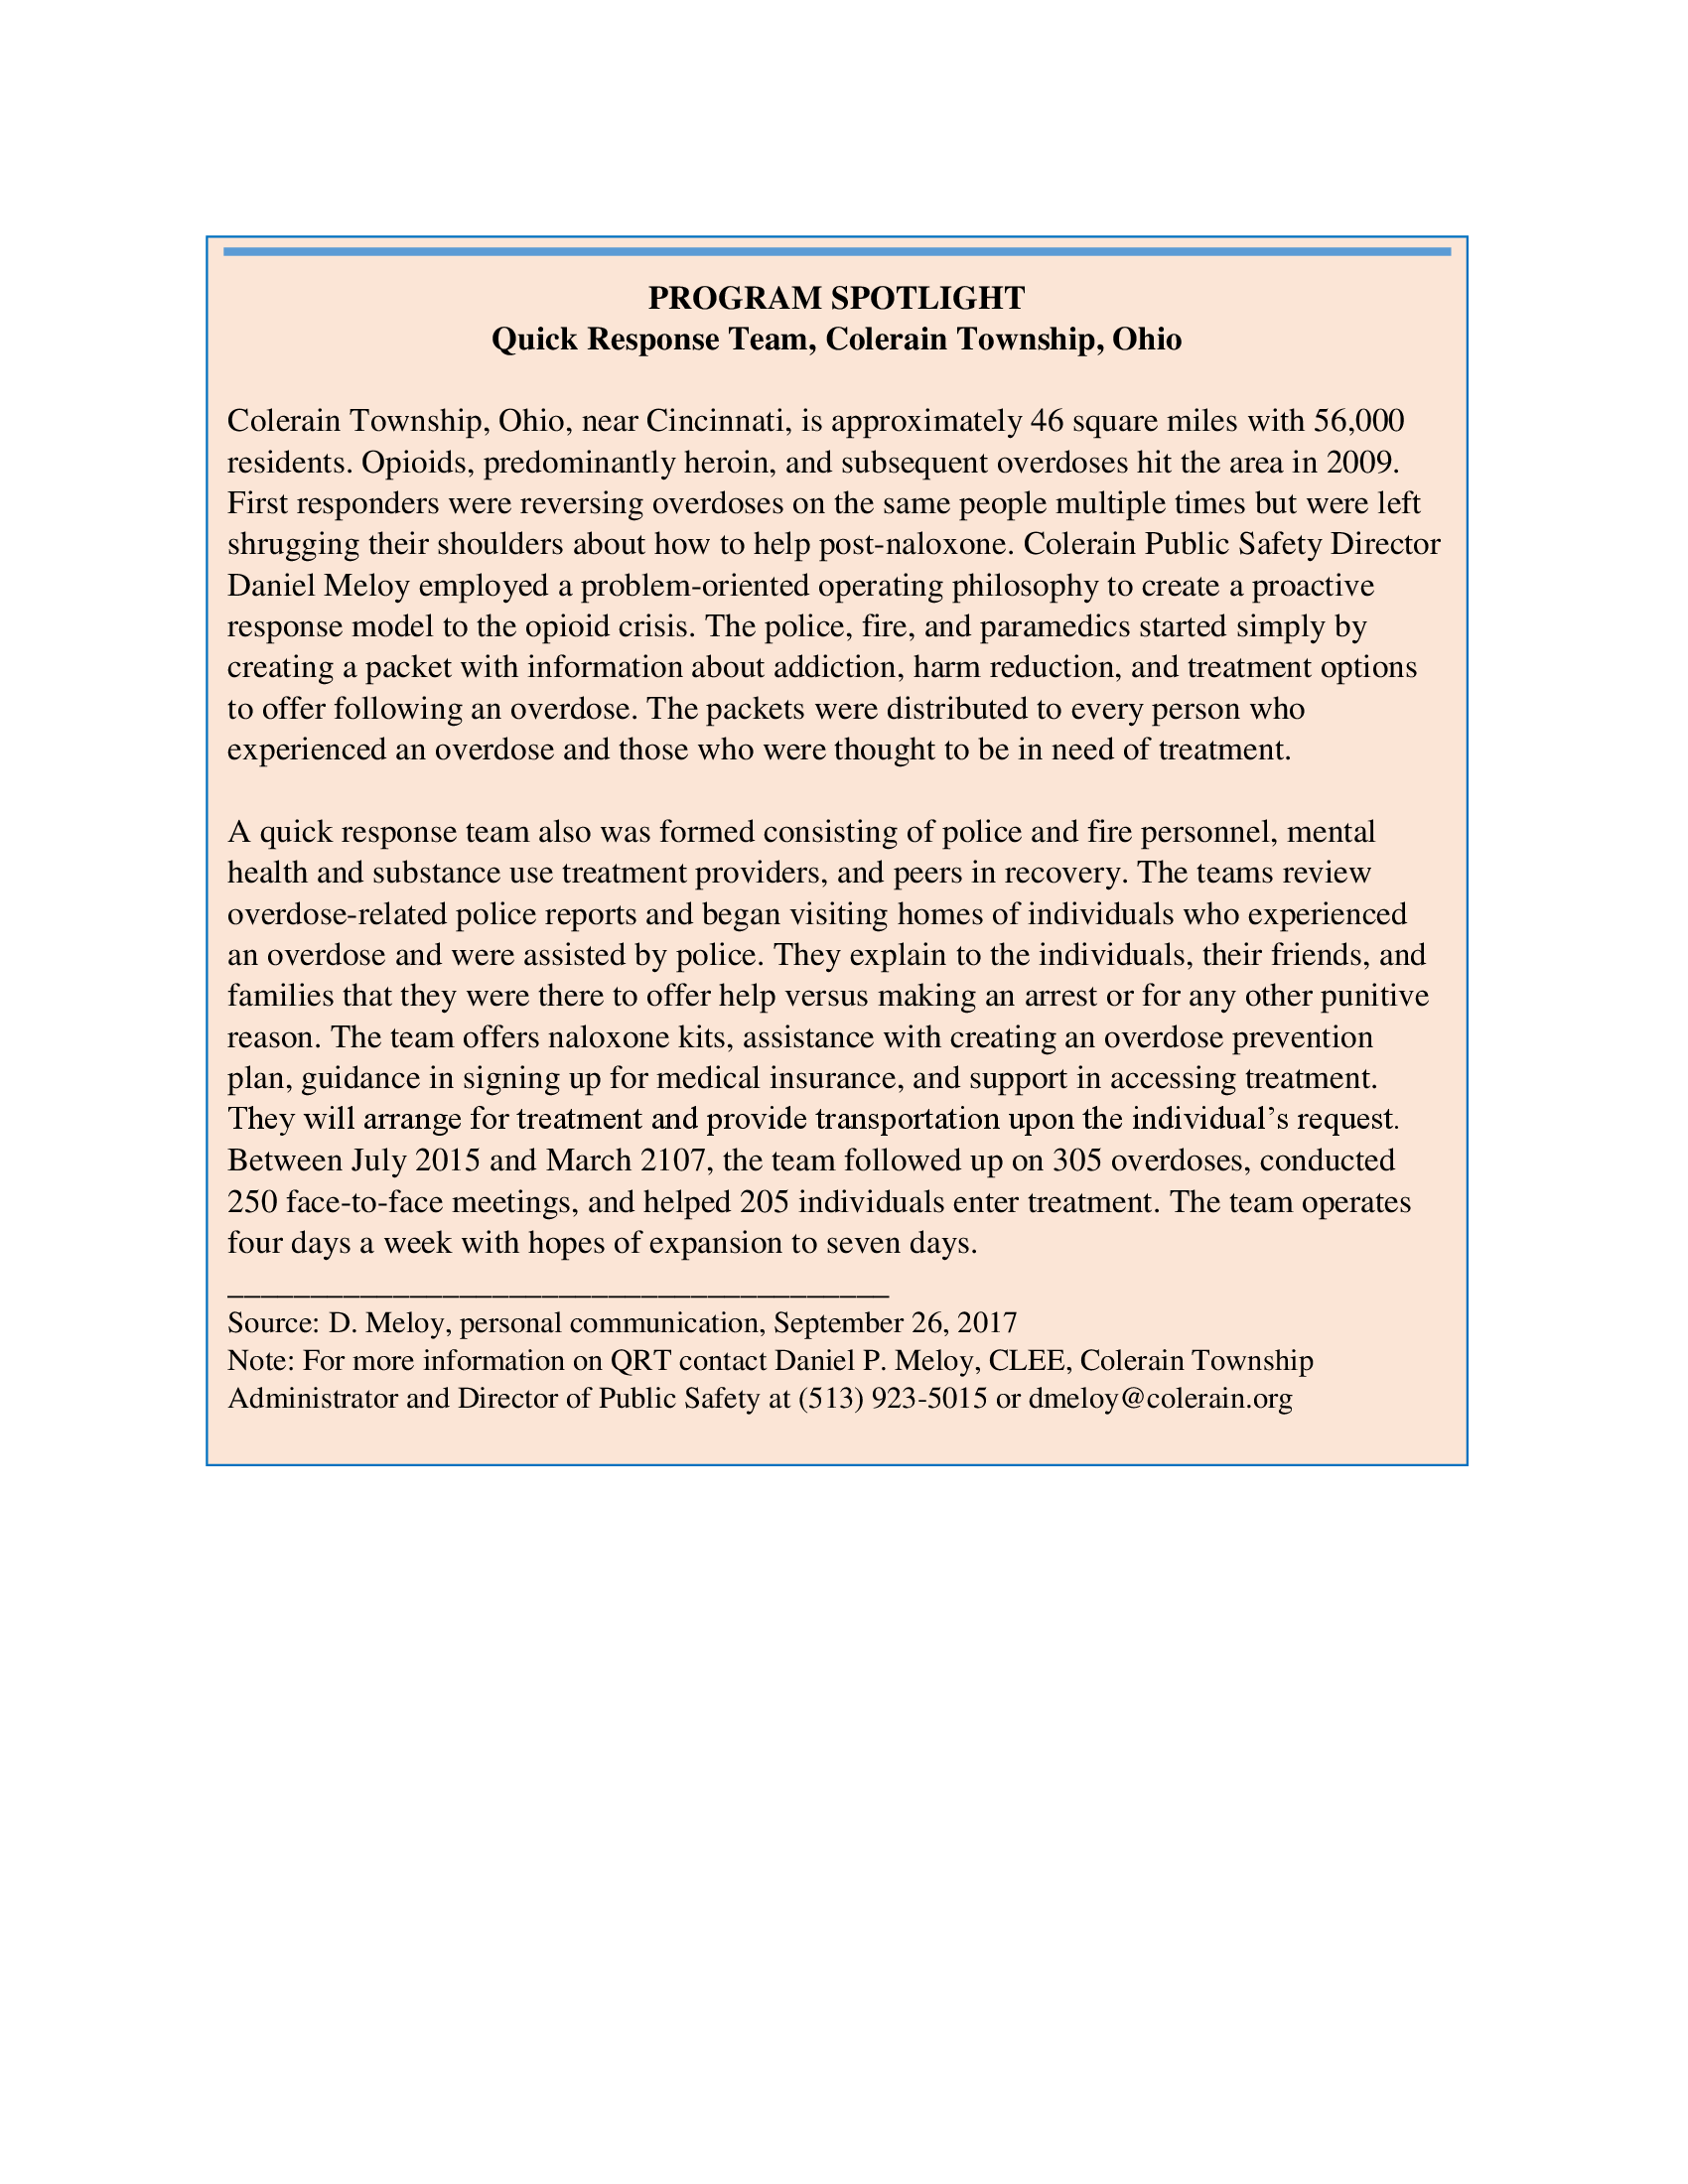 PROGRAM SPOTLIGHT
Quick Response Team, Colerain Township, Ohio
Colerain Township, Ohio, near Cincinnati, is approximately 46 square miles with 56,000
residents. Opioids, predominantly heroin, and subsequent overdoses hit the area in 2009.
First responders were reversing overdoses on the same people multiple times but were left
shrugging their shoulders about how to help post-naloxone. Colerain Public Safety Director
Daniel Meloy employed a problem-oriented operating philosophy to create a proactive
response model to the opioid crisis. The police, fire, and paramedics started simply by
creating a packet with information about addiction, harm reduction, and treatment options
to offer following an overdose. The packets were distributed to every person who
experienced an overdose and those who were thought to be in need of treatment.
A quick response team also was formed consisting of police and fire personnel, mental
health and substance use treatment providers, and peers in recovery. The teams review
overdose-related police reports and began visiting homes of individuals who experienced
an overdose and were assisted by police. They explain to the individuals, their friends, and
families that they were there to offer help versus making an arrest or for any other punitive
reason. The team offers naloxone kits, assistance with creating an overdose prevention
plan, guidance in signing up for medical insurance, and support in accessing treatment.
They will arrange for treatment and provide transportation upon the individual’s request.
Between July 2015 and March 2107, the team followed up on 305 overdoses, conducted
250 face-to-face meetings, and helped 205 individuals enter treatment. The team operates
four days a week with hopes of expansion to seven days.
Source: D. Meloy, personal communication, September 26, 2017
Note: For more information on QRT contact Daniel P. Meloy, CLEE, Colerain Township
Administrator and Director of Public Safety at (513) 923-5015 or dmeloy@colerain.org